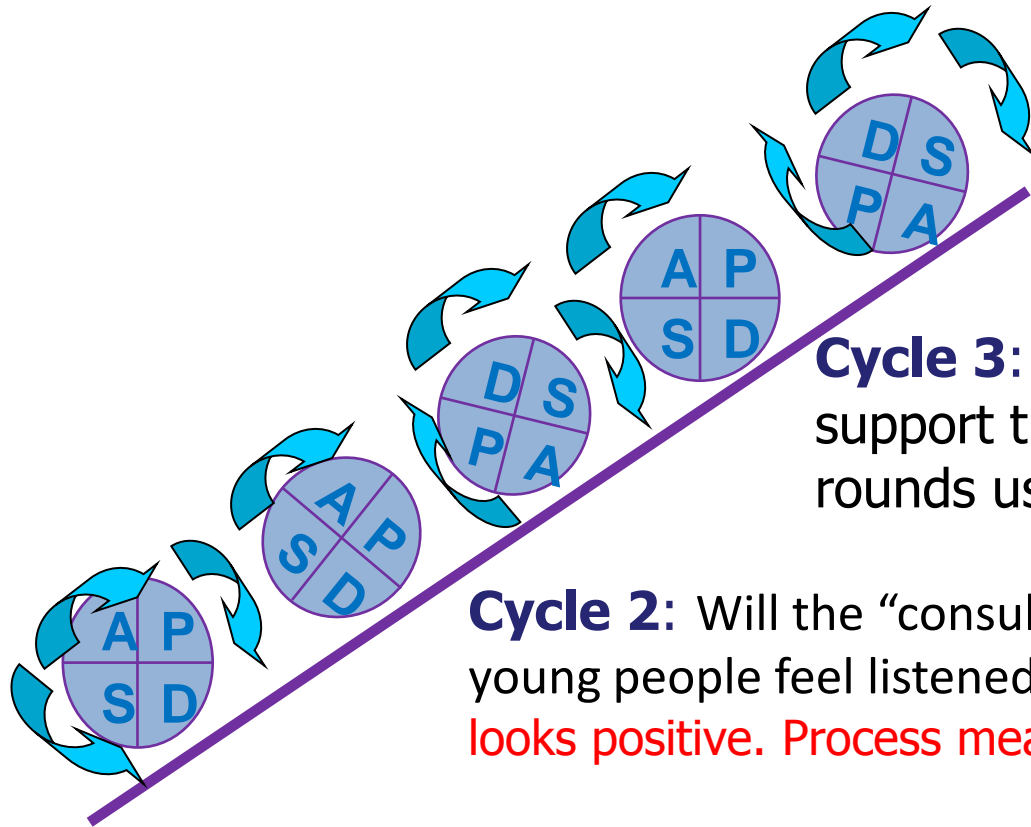 D S
P A
A P
S D
D S
P A
A P
S D
A P
S D
Cycle 3:
support t
rounds us
Cycle 2: Will the “consul
young people feel listened
looks positive. Process mea